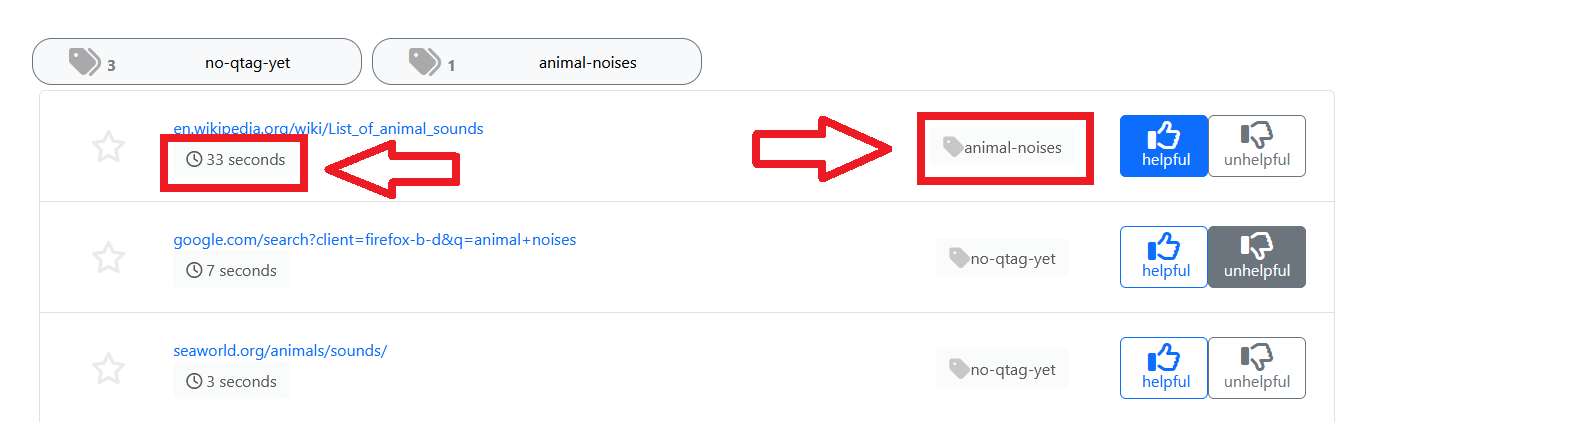 3 no-qtag-yet 1 animal-noises
en.wikipedia.org/wiki/List_of_animal_sounds
33 seconds
animal-noises
helpful
unhelpful
google.com/search?client=firefox-b-d&q=animal+noises
7 seconds
no-qtag-yet
helpful
unhelpful
seaworld.org/animals/sounds/
3 seconds
no-qtag-yet
helpful
unhelpful